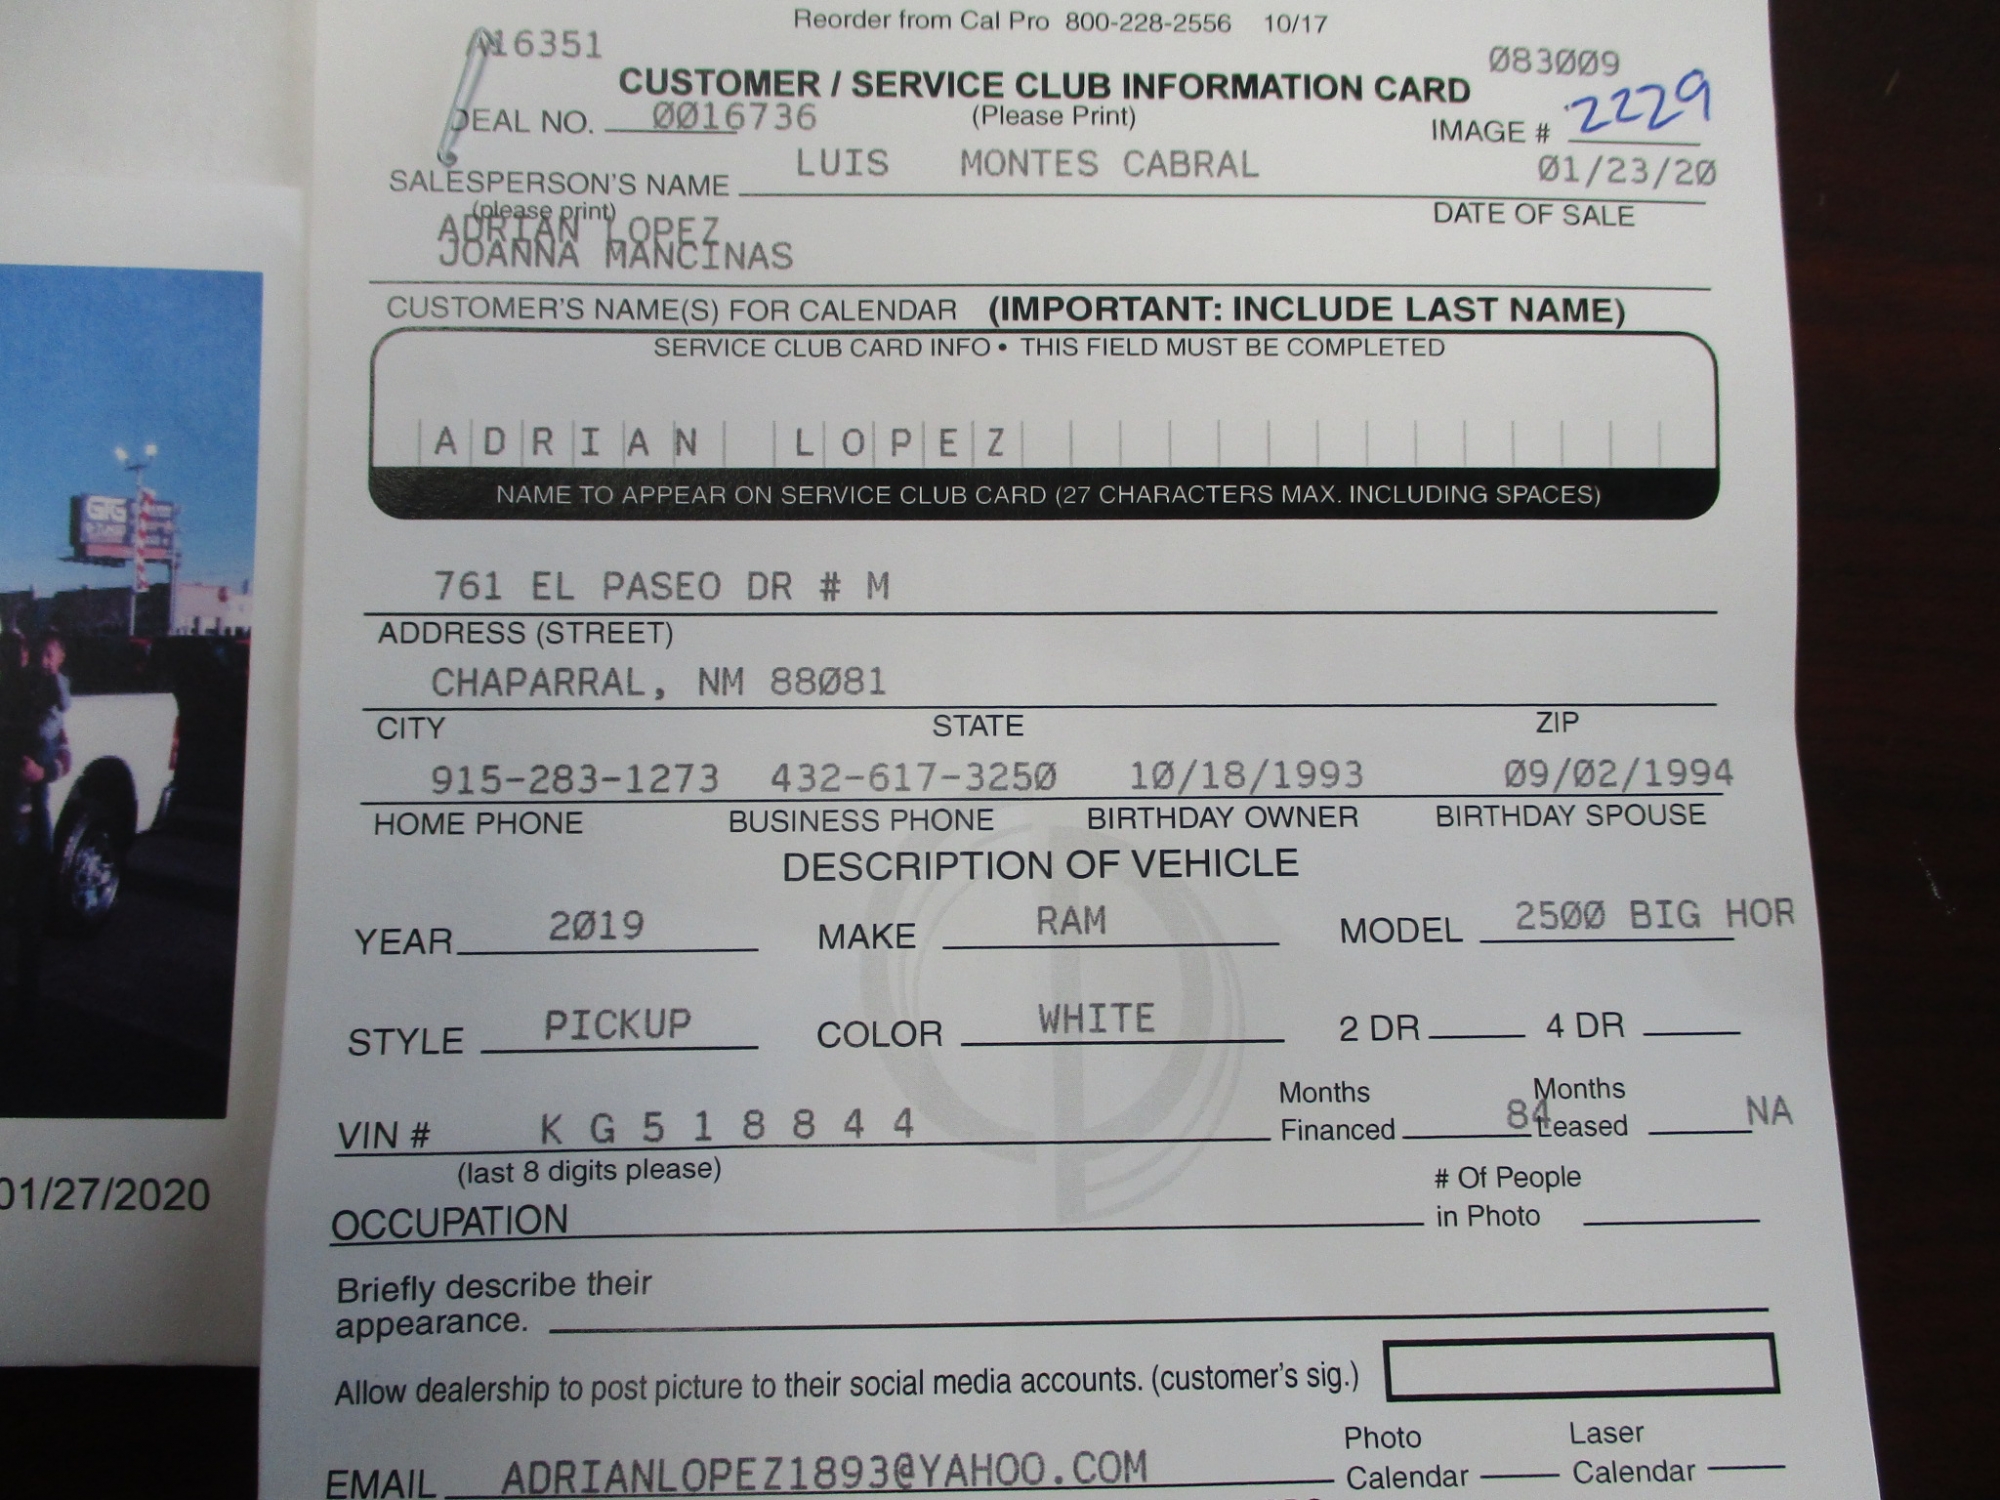 Reorder from Cal Pro 800-228-2556 10/17
A16351
083009
CUSTOMER / SERVICE CLUB INFORMATION CARD
DEAL NO. 0016736 (Please Print) IMAGE # 2229
SALESPERSON'S NAME LUIS MONTES CABRAL 01/23/20
(please print) DATE OF SALE
ADRIAN LOPEZ
JOANNA MANCINAS
CUSTOMER'S NAME(S) FOR CALENDAR (IMPORTANT: INCLUDE LAST NAME)
SERVICE CLUB CARD INFO • THIS FIELD MUST BE COMPLETED
ADRIAN LOPEZ
NAME TO APPEAR ON SERVICE CLUB CARD (27 CHARACTERS MAX. INCLUDING SPACES)
761 EL PASEO DR # M
ADDRESS (STREET)
CHAPARRAL, NM 88081
CITY STATE ZIP
915-283-1273 432-617-3250 10/18/1993 09/02/1994
HOME PHONE BUSINESS PHONE BIRTHDAY OWNER BIRTHDAY SPOUSE
DESCRIPTION OF VEHICLE
YEAR 2019 MAKE RAM MODEL 2500 BIG HOR
STYLE PICKUP COLOR WHITE 2 DR 4 DR
VIN # KG518844 Months Financed 84 Months Leased NA
(last 8 digits please)
OCCUPATION # Of People in Photo
Briefly describe their
appearance.
Allow dealership to post picture to their social media accounts. (customer's sig.)
EMAIL ADRIANLOPEZ1893@YAHOO.COM Photo Calendar Laser Calendar
01/27/2020